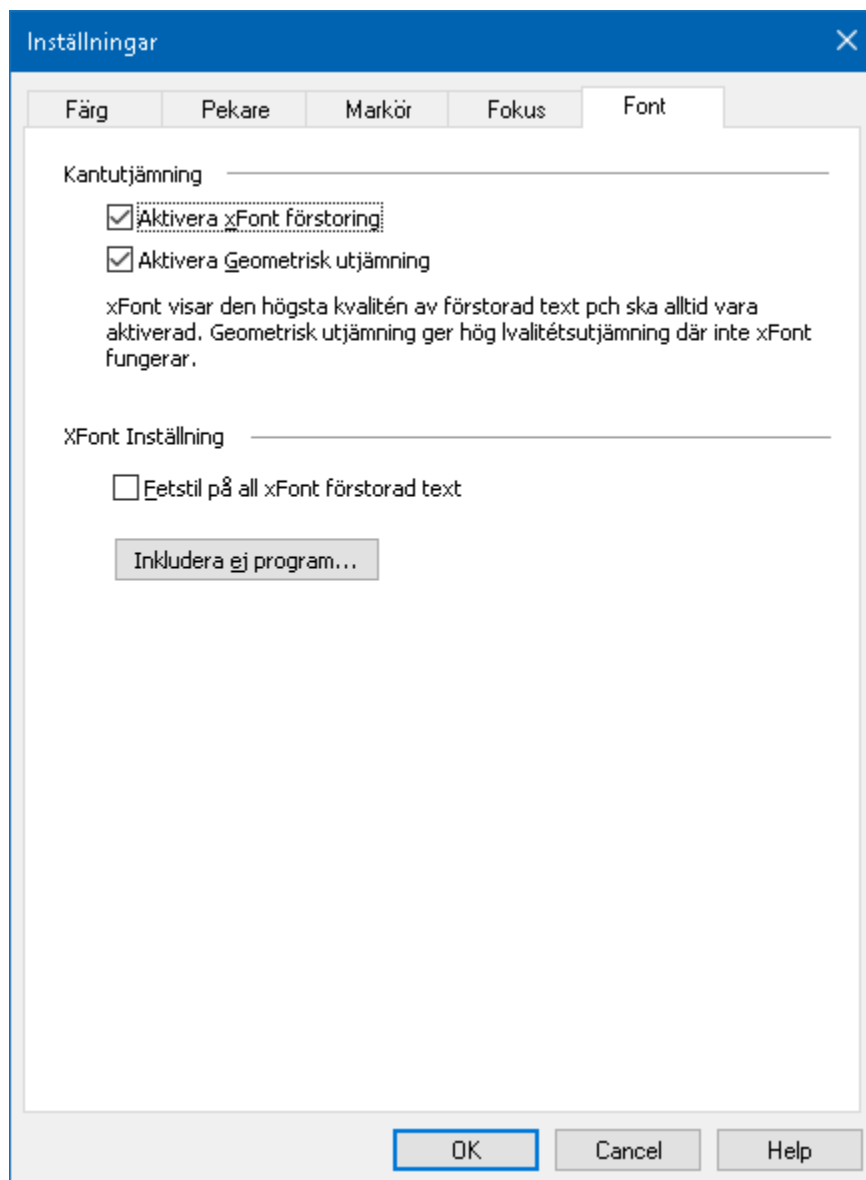 Inställningar
Färg Pekare Markör Fokus Font
Kantutjämning
Aktivera xFont förstoring
Aktivera Geometrisk utjämning
xFont visar den högsta kvalitén av förstorad text pch ska alltid vara
aktiverad. Geometrisk utjämning ger hög lvalitétsutjämning där inte xFont
fungerar.
XFont Inställning
Fetstil på all xFont förstorad text
Inkludera ej program...
OK Cancel Help